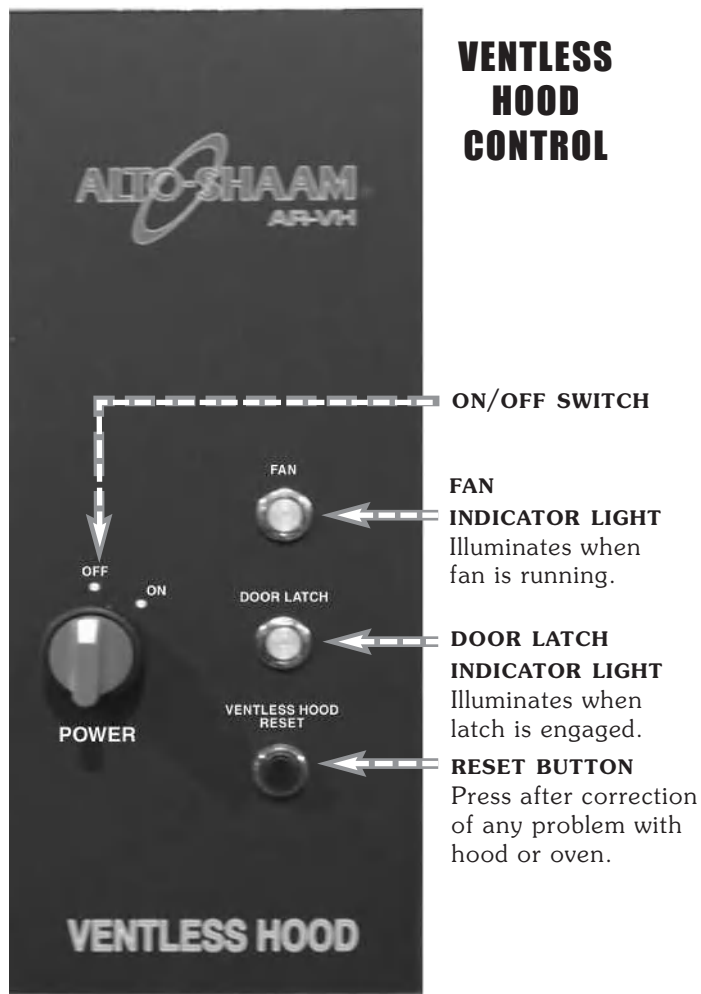 VENTLESS
HOOD
CONTROL
ALTO-SHAAM
AR-VH
ON/OFF SWITCH
FAN
FAN
INDICATOR LIGHT
Illuminates when
fan is running.
OFF
ON
DOOR LATCH
DOOR LATCH
INDICATOR LIGHT
Illuminates when
latch is engaged.
POWER
VENTLESS HOOD
RESET
RESET BUTTON
Press after correction
of any problem with
hood or oven.
VENTLESS HOOD